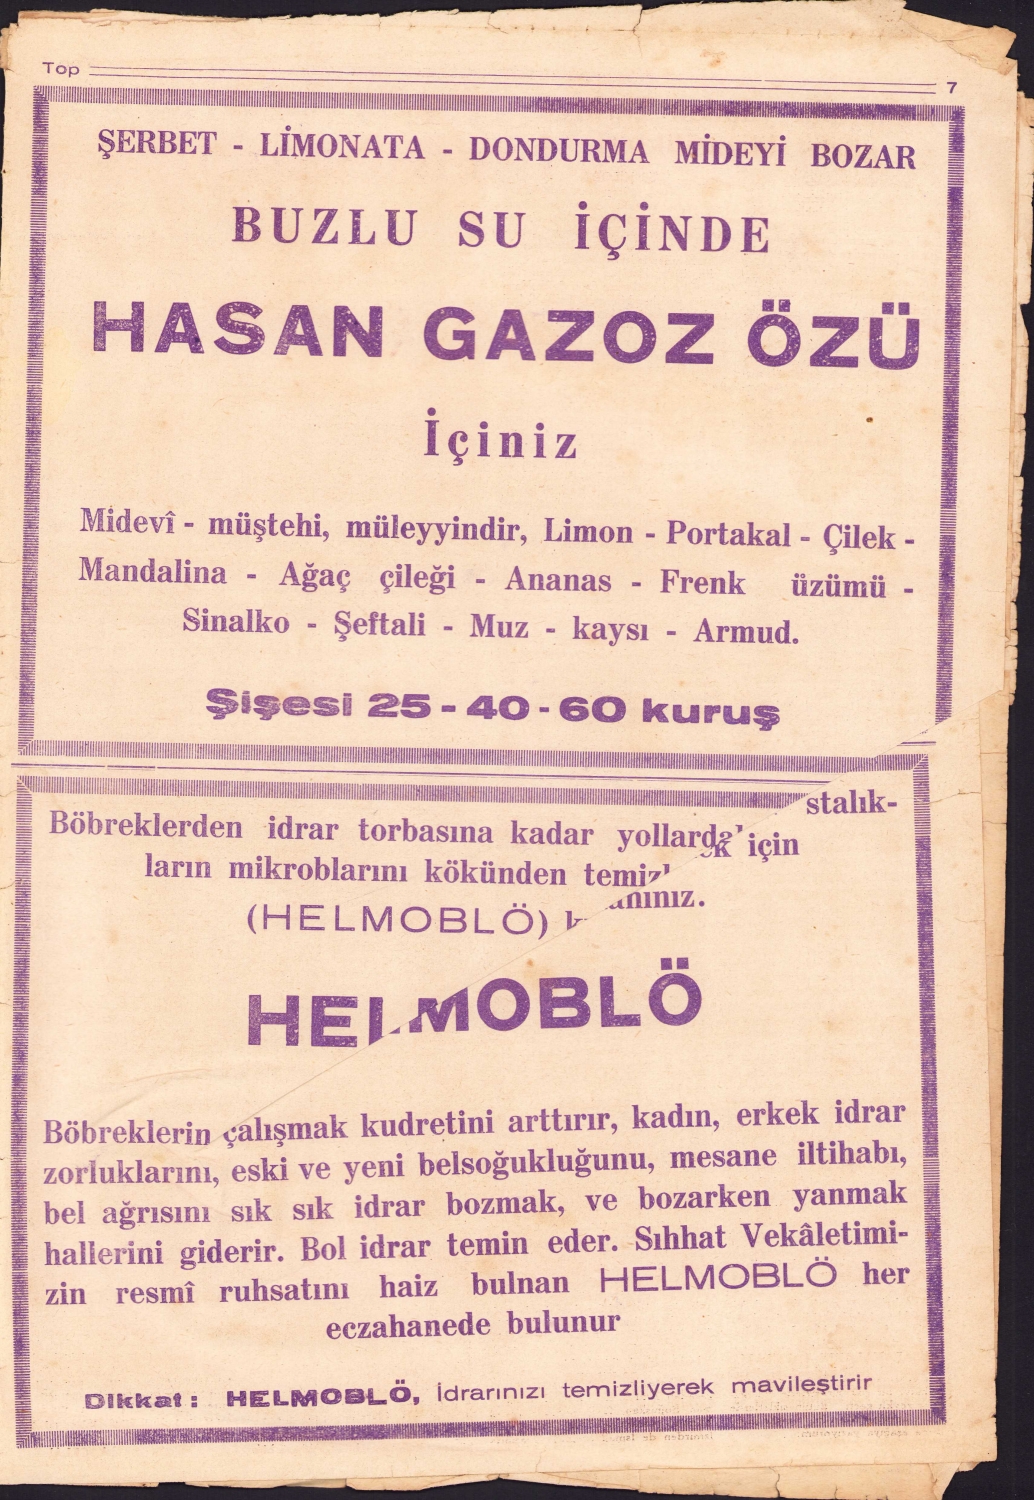 Top
7
ŞERBET - LİMONATA - DONDURMA MİDEYİ BOZAR
BUZLU SU İÇİNDE
HASAN GAZOZ ÖZÜ
İçiniz
Midevî - müştehi, müleyyindir, Limon - Portakal - Çilek -
Mandalina - Ağaç çileği - Ananas - Frenk üzümü -
Sinalko - Şeftali - Muz - kaysı - Armud.
Şişesi 25 - 40 - 60 kuruş
Böbreklerden idrar torbasına kadar yollarda stalık-
ların mikroblarını kökünden için
(HELMOBLÖ)
HELMOBLÖ
Böbreklerin çalışmak kudretini arttırır, kadın, erkek idrar
zorluklarını, eski ve yeni belsoğukluğunu, mesane iltihabı,
bel ağrısını sık sık idrar bozmak, ve bozarken yanmak
hallerini giderir. Bol idrar temin eder. Sıhhat Vekâletimi-
zin resmî ruhsatını haiz bulnan HELMOBLÖ her
eczahanede bulunur
Dikkat : HELMOBLÖ, İdrarınızı temizliyerek mavileştirir